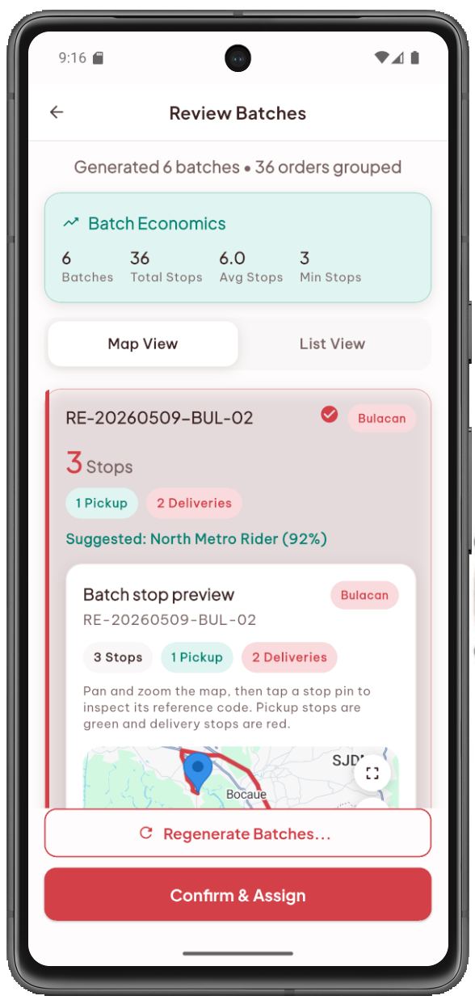 9:16
Review Batches
Generated 6 batches • 36 orders grouped
Batch Economics
6 36 6.0 3
Batches Total Stops Avg Stops Min Stops
Map View List View
RE-20260509-BUL-02 Bulacan
3 Stops
1 Pickup 2 Deliveries
Suggested: North Metro Rider (92%)
Batch stop preview Bulacan
RE-20260509-BUL-02
3 Stops 1 Pickup 2 Deliveries
Pan and zoom the map, then tap a stop pin to
inspect its reference code. Pickup stops are
green and delivery stops are red.
Bocaue
Regenerate Batches...
Confirm & Assign